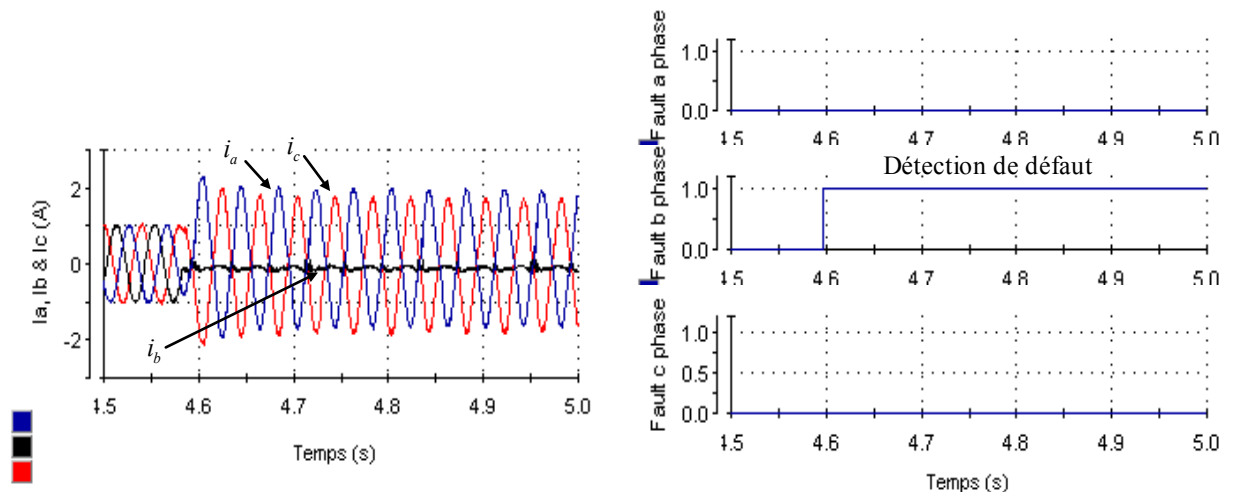 Ia, Ib & Ic (A)
2
0
-2
i_a
i_c
i_b
4.5 4.6 4.7 4.8 4.9 5.0
Temps (s)
Fault a phase
1.0
0.0
4.5 4.6 4.7 4.8 4.9 5.0
Détection de défaut
Fault b phase
1.0
0.0
4.5 4.6 4.7 4.8 4.9 5.0
Fault c phase
1.0
0.5
0.0
4.5 4.6 4.7 4.8 4.9 5.0
Temps (s)